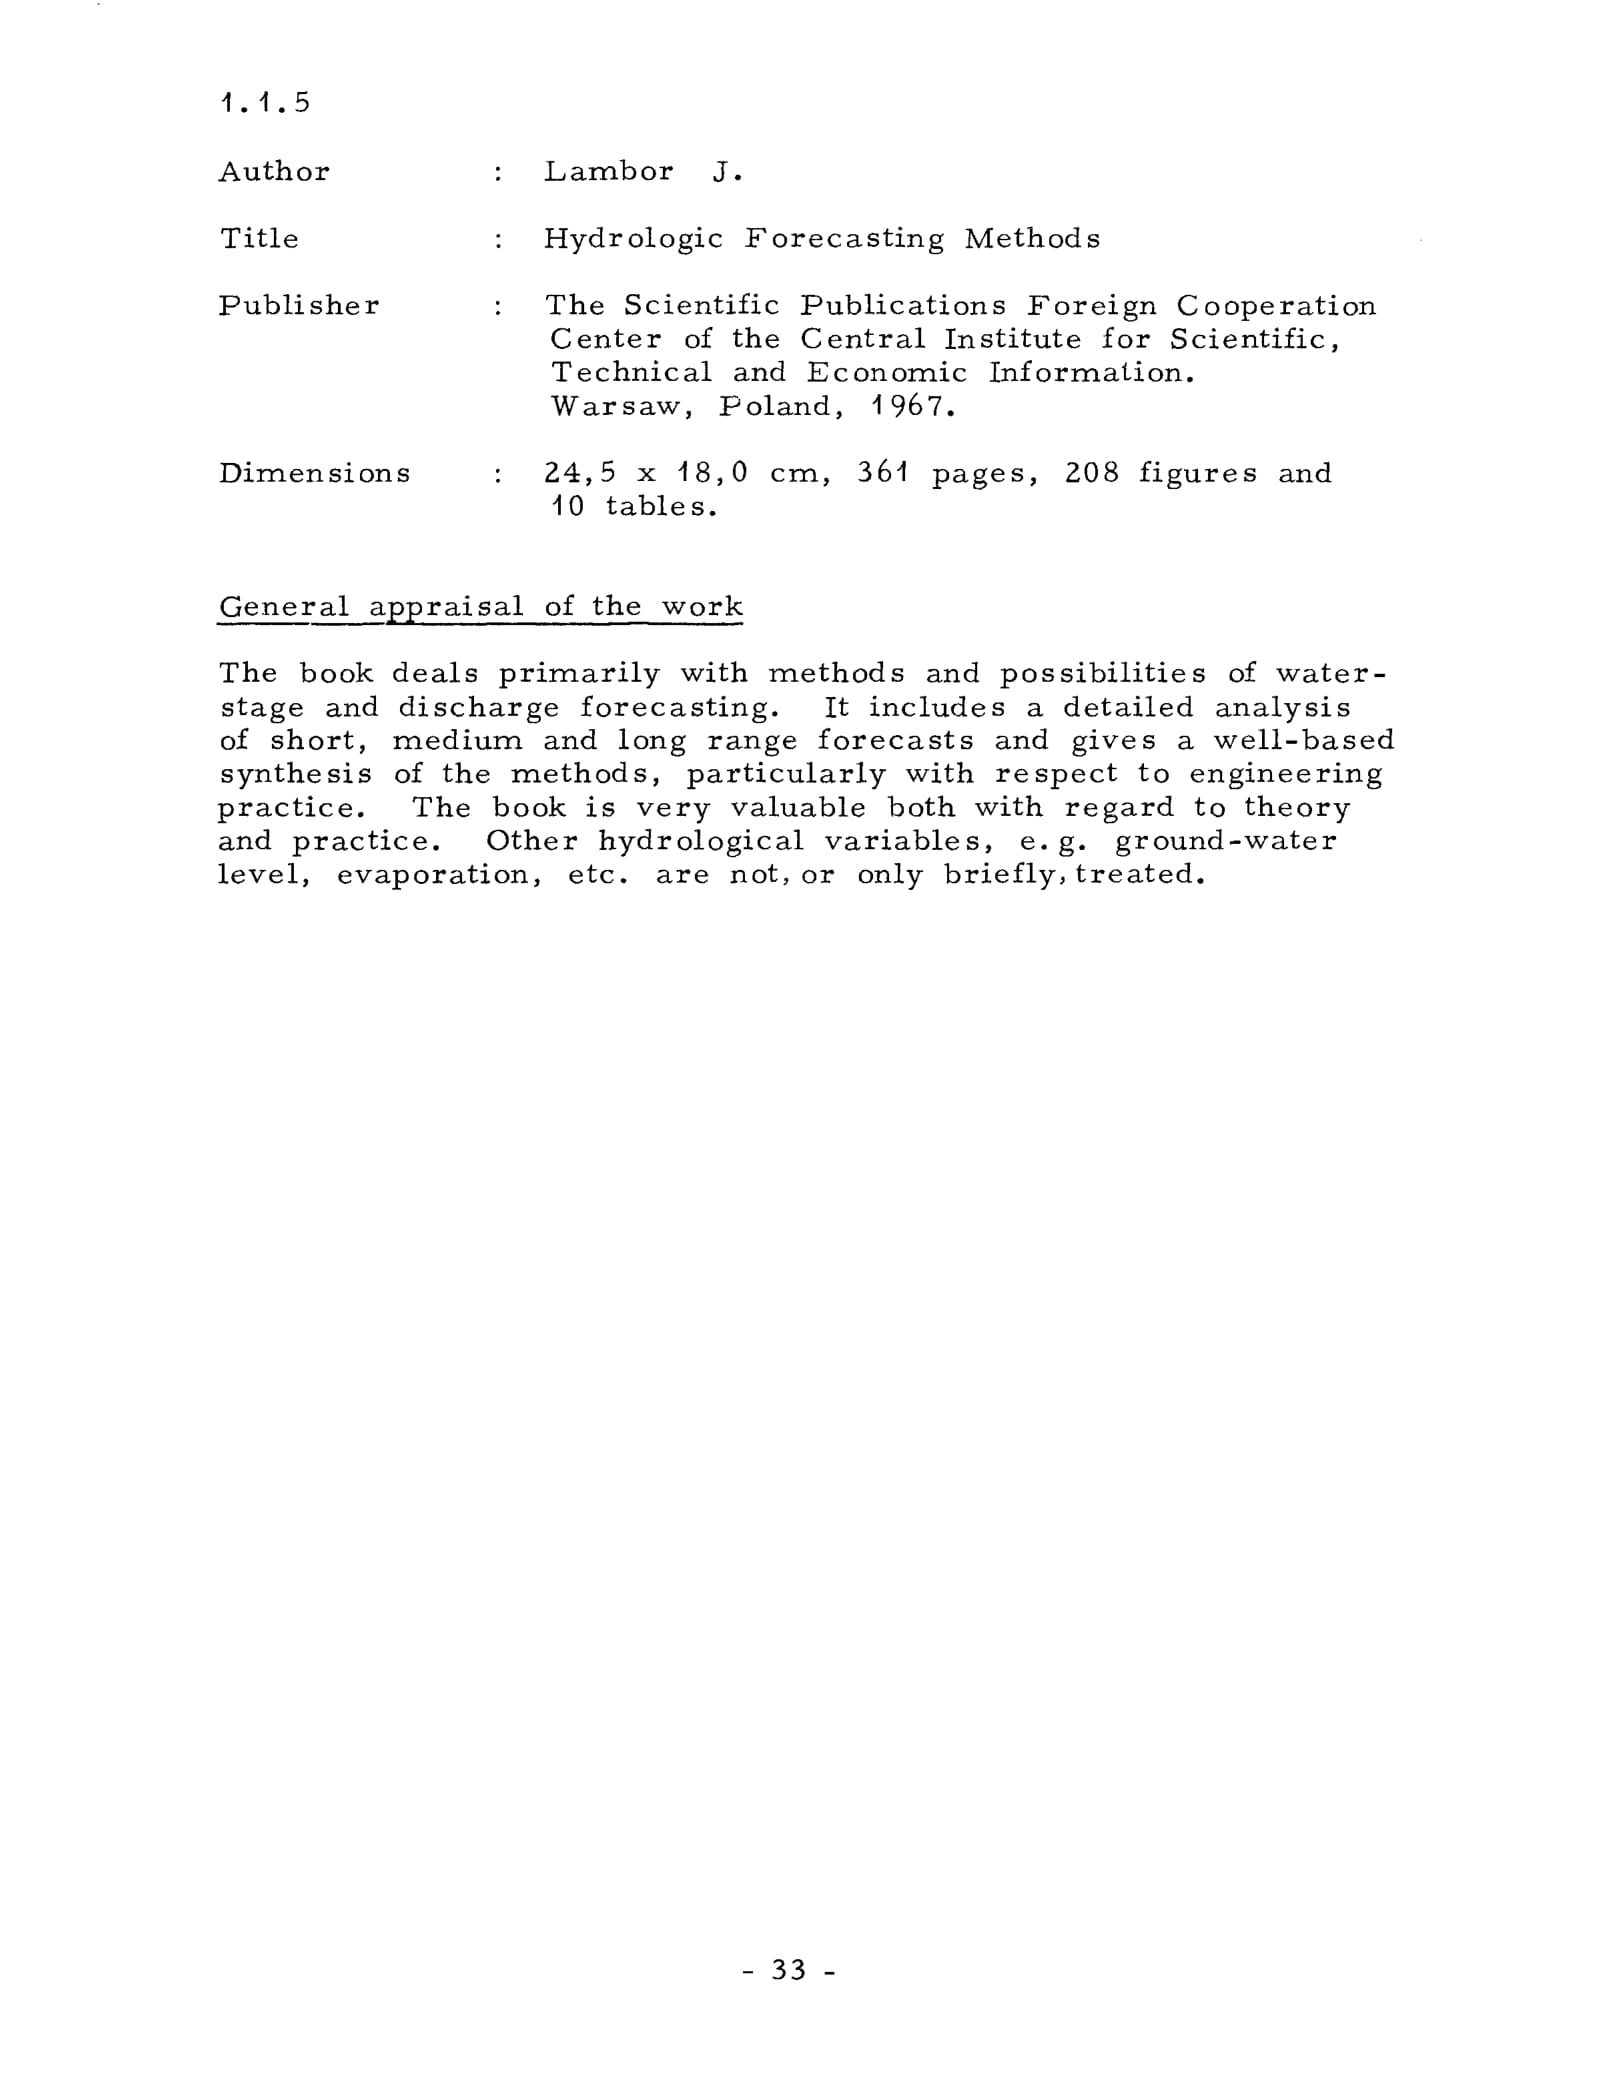 1.1.5
Author : Lambor J.
Title : Hydrologic Forecasting Methods
Publisher : The Scientific Publications Foreign Cooperation
Center of the Central Institute for Scientific,
Technical and Economic Information.
Warsaw, Poland, 1967.
Dimensions : 24,5 x 18,0 cm, 361 pages, 208 figures and
10 tables.
General appraisal of the work
The book deals primarily with methods and possibilities of water-
stage and discharge forecasting. It includes a detailed analysis
of short, medium and long range forecasts and gives a well-based
synthesis of the methods, particularly with respect to engineering
practice. The book is very valuable both with regard to theory
and practice. Other hydrological variables, e.g. ground-water
level, evaporation, etc. are not, or only briefly, treated.
- 33 -